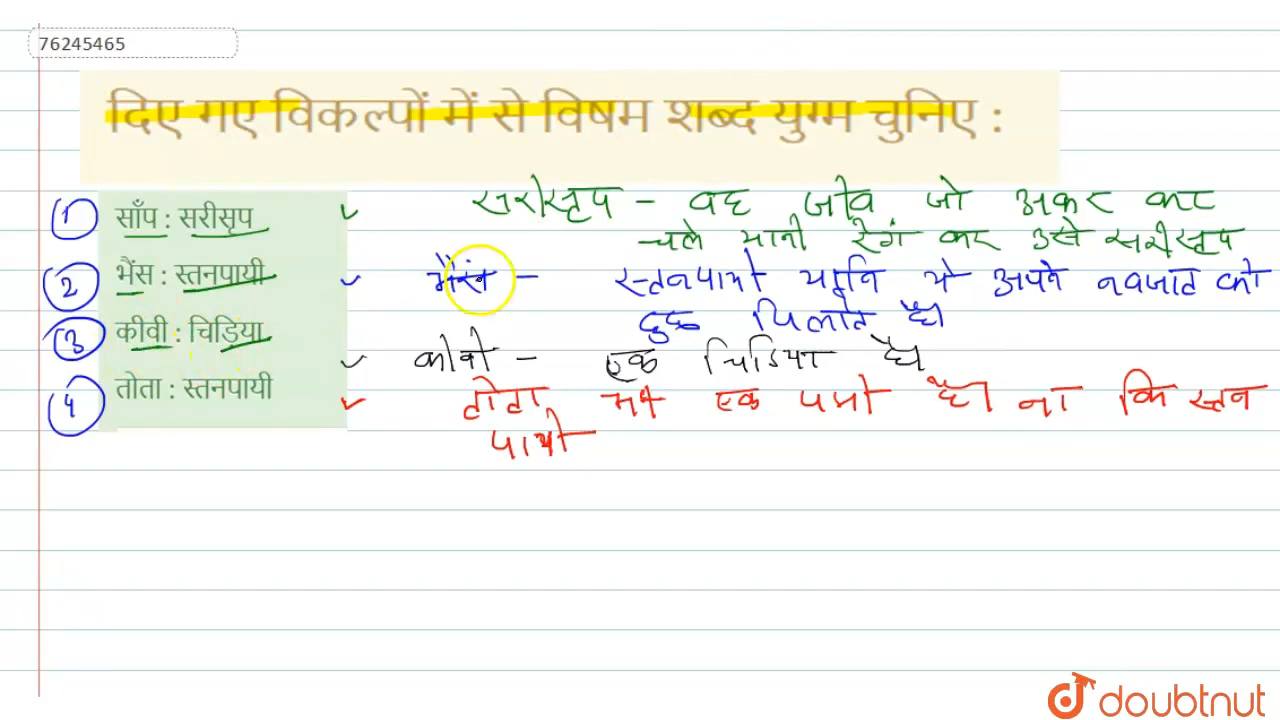 76245465
दिए गए विकल्पों में से विषम शब्द युग्म चुनिए :
1 साँप : सरीसृप
2 भैंस : स्तनपायी
3 कीवी : चिडिया
4 तोता : स्तनपायी
सरीसृप - वह जीव जो अकर कर
चले यानी रेगं कर उसे सरीसृप
- स्तनपायी यानि ये अपने नवजात को
दुध पिलाते है।
कीवी - एक चिडिया है।
तोता एक पक्षी है। ना कि स्तन
पायी
doubtnut